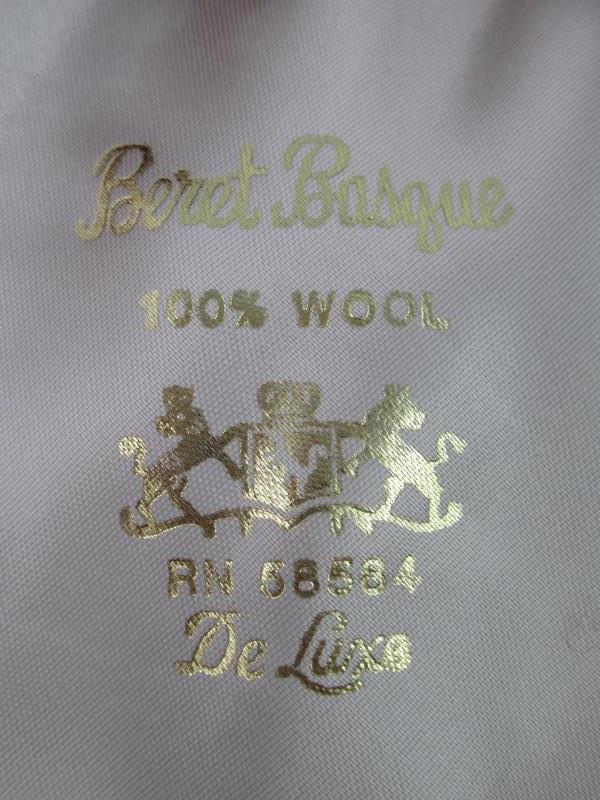 Beret Basque
100% WOOL
RN 58584
De Luxe